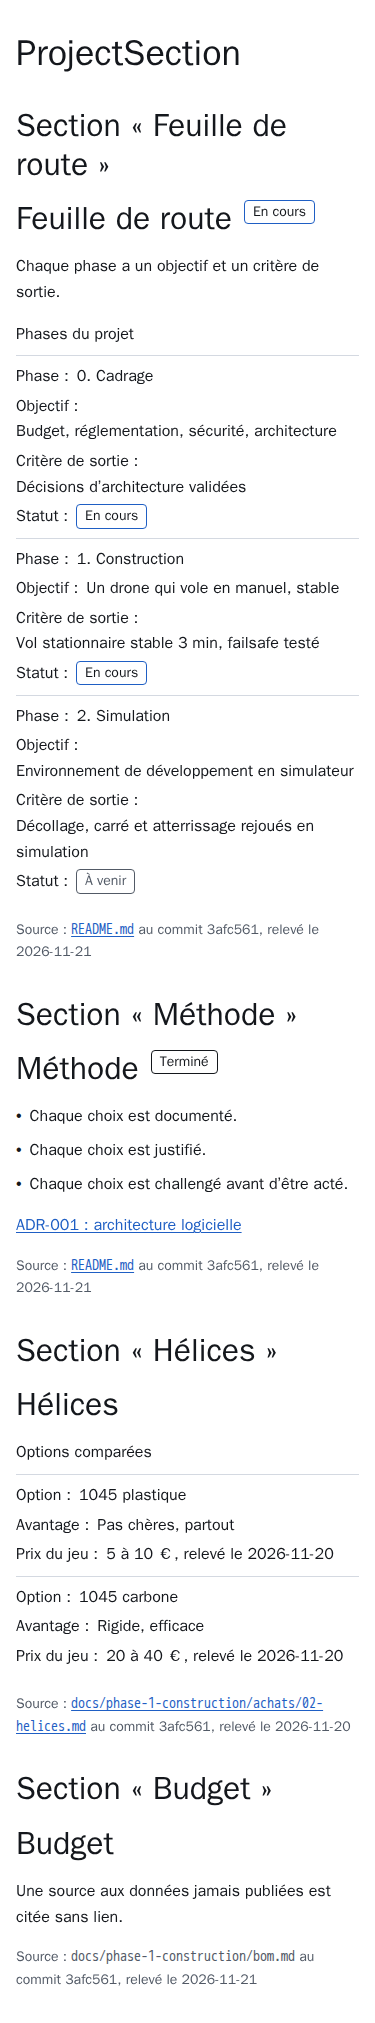 ProjectSection
Section « Feuille de
route »
Feuille de route En cours
Chaque phase a un objectif et un critère de
sortie.
Phases du projet
Phase : 0. Cadrage
Objectif :
Budget, réglementation, sécurité, architecture
Critère de sortie :
Décisions d'architecture validées
Statut : En cours
Phase : 1. Construction
Objectif : Un drone qui vole en manuel, stable
Critère de sortie :
Vol stationnaire stable 3 min, failsafe testé
Statut : En cours
Phase : 2. Simulation
Objectif :
Environnement de développement en simulateur
Critère de sortie :
Décollage, carré et atterrissage rejoués en
simulation
Statut : À venir
Source : README.md au commit 3afc561, relevé le
2026-11-21
Section « Méthode »
Méthode Terminé
• Chaque choix est documenté.
• Chaque choix est justifié.
• Chaque choix est challengé avant d'être acté.
ADR-001 : architecture logicielle
Source : README.md au commit 3afc561, relevé le
2026-11-21
Section « Hélices »
Hélices
Options comparées
Option : 1045 plastique
Avantage : Pas chères, partout
Prix du jeu : 5 à 10 €, relevé le 2026-11-20
Option : 1045 carbone
Avantage : Rigide, efficace
Prix du jeu : 20 à 40 €, relevé le 2026-11-20
Source : docs/phase-1-construction/achats/02-
helices.md au commit 3afc561, relevé le 2026-11-20
Section « Budget »
Budget
Une source aux données jamais publiées est
citée sans lien.
Source : docs/phase-1-construction/bom.md au
commit 3afc561, relevé le 2026-11-21